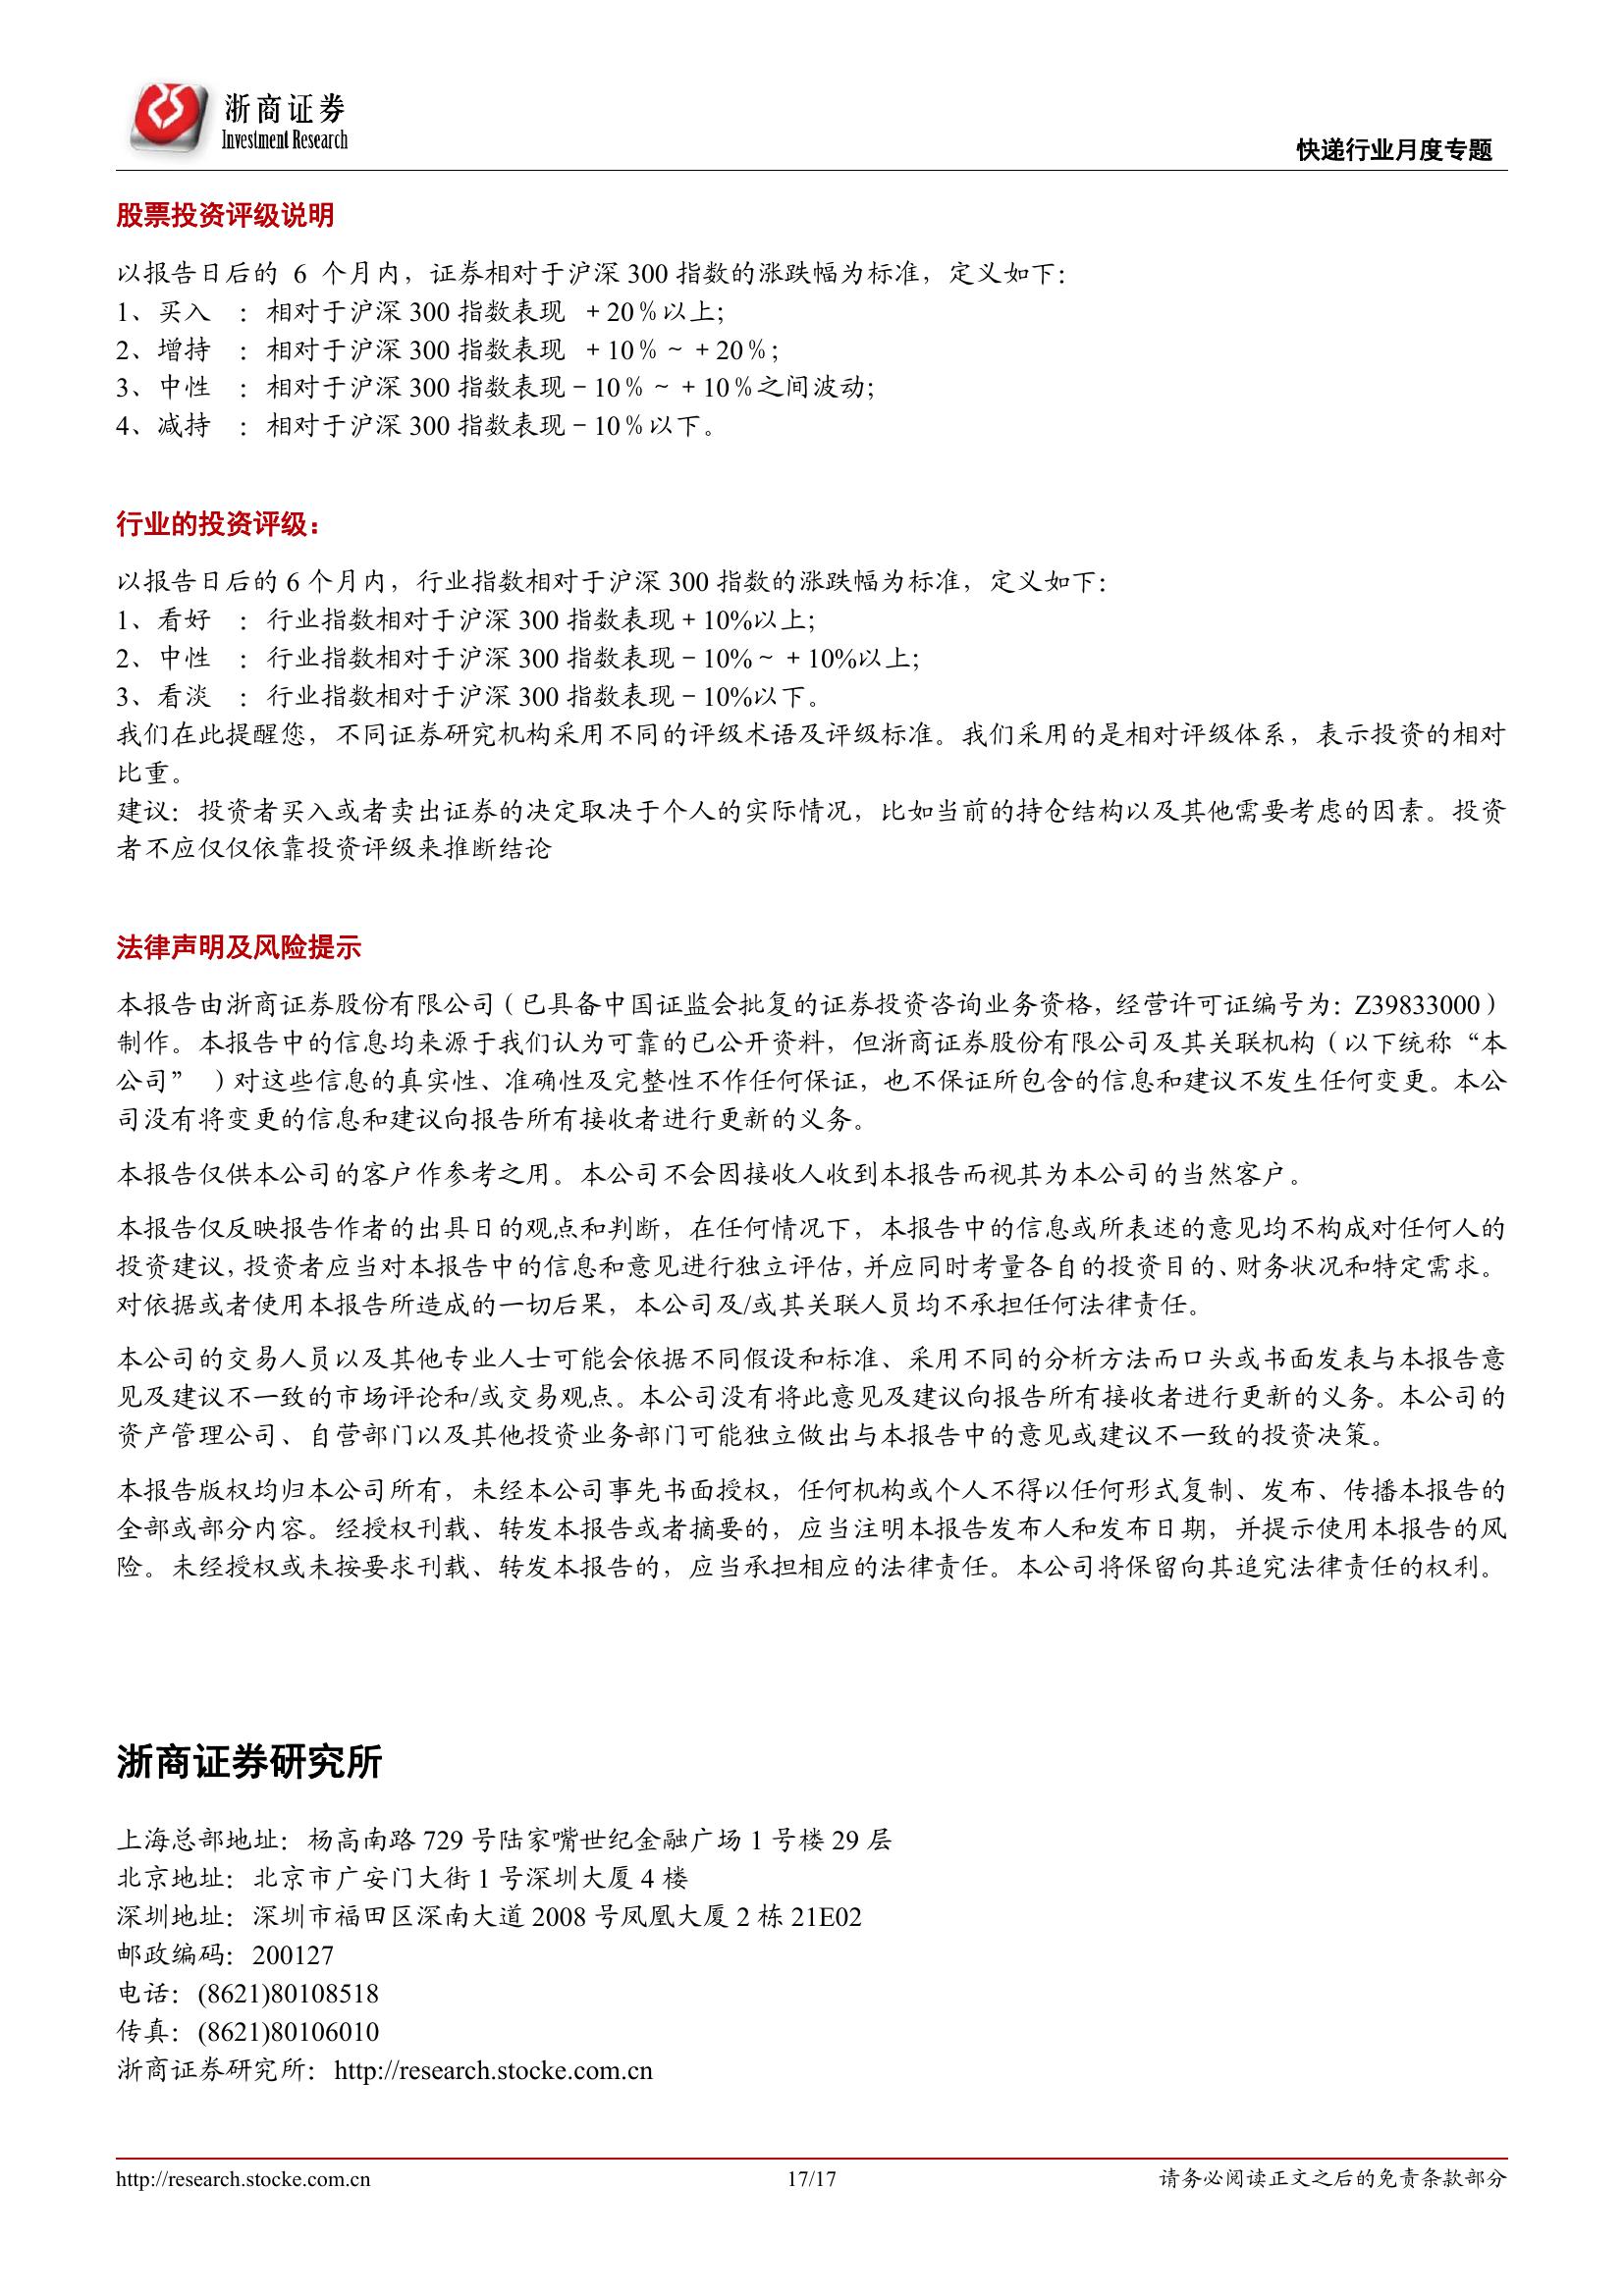 浙商证券
Investment Research
快递行业月度专题
股票投资评级说明
以报告日后的 6 个月内，证券相对于沪深 300 指数的涨跌幅为标准，定义如下：
1、买入 ：相对于沪深 300 指数表现 ＋20％以上；
2、增持 ：相对于沪深 300 指数表现 ＋10％～＋20％；
3、中性 ：相对于沪深 300 指数表现－10％～＋10％之间波动；
4、减持 ：相对于沪深 300 指数表现－10％以下。
行业的投资评级：
以报告日后的 6 个月内，行业指数相对于沪深 300 指数的涨跌幅为标准，定义如下：
1、看好 ：行业指数相对于沪深 300 指数表现＋10%以上；
2、中性 ：行业指数相对于沪深 300 指数表现－10%～＋10%以上；
3、看淡 ：行业指数相对于沪深 300 指数表现－10%以下。
我们在此提醒您，不同证券研究机构采用不同的评级术语及评级标准。我们采用的是相对评级体系，表示投资的相对
比重。
建议：投资者买入或者卖出证券的决定取决于个人的实际情况，比如当前的持仓结构以及其他需要考虑的因素。投资
者不应仅仅依靠投资评级来推断结论
法律声明及风险提示
本报告由浙商证券股份有限公司（已具备中国证监会批复的证券投资咨询业务资格，经营许可证编号为：Z39833000）
制作。本报告中的信息均来源于我们认为可靠的已公开资料，但浙商证券股份有限公司及其关联机构（以下统称“本
公司”）对这些信息的真实性、准确性及完整性不作任何保证，也不保证所包含的信息和建议不发生任何变更。本公
司没有将变更的信息和建议向报告所有接收者进行更新的义务。
本报告仅供本公司的客户作参考之用。本公司不会因接收人收到本报告而视其为本公司的当然客户。
本报告仅反映报告作者的出具日的观点和判断，在任何情况下，本报告中的信息或所表述的意见均不构成对任何人的
投资建议，投资者应当对本报告中的信息和意见进行独立评估，并应同时考量各自的投资目的、财务状况和特定需求。
对依据或者使用本报告所造成的一切后果，本公司及/或其关联人员均不承担任何法律责任。
本公司的交易人员以及其他专业人士可能会依据不同假设和标准、采用不同的分析方法而口头或书面发表与本报告意
见及建议不一致的市场评论和/或交易观点。本公司没有将此意见及建议向报告所有接收者进行更新的义务。本公司的
资产管理公司、自营部门以及其他投资业务部门可能独立做出与本报告中的意见或建议不一致的投资决策。
本报告版权均归本公司所有，未经本公司事先书面授权，任何机构或个人不得以任何形式复制、发布、传播本报告的
全部或部分内容。经授权刊载、转发本报告或者摘要的，应当注明本报告发布人和发布日期，并提示使用本报告的风
险。未经授权或未按要求刊载、转发本报告的，应当承担相应的法律责任。本公司将保留向其追究法律责任的权利。
浙商证券研究所
上海总部地址：杨高南路 729 号陆家嘴世纪金融广场 1 号楼 29 层
北京地址：北京市广安门大街 1 号深圳大厦 4 楼
深圳地址：深圳市福田区深南大道 2008 号凤凰大厦 2 栋 21E02
邮政编码：200127
电话：(8621)80108518
传真：(8621)80106010
浙商证券研究所：http://research.stocke.com.cn
http://research.stocke.com.cn
17/17
请务必阅读正文之后的免责条款部分